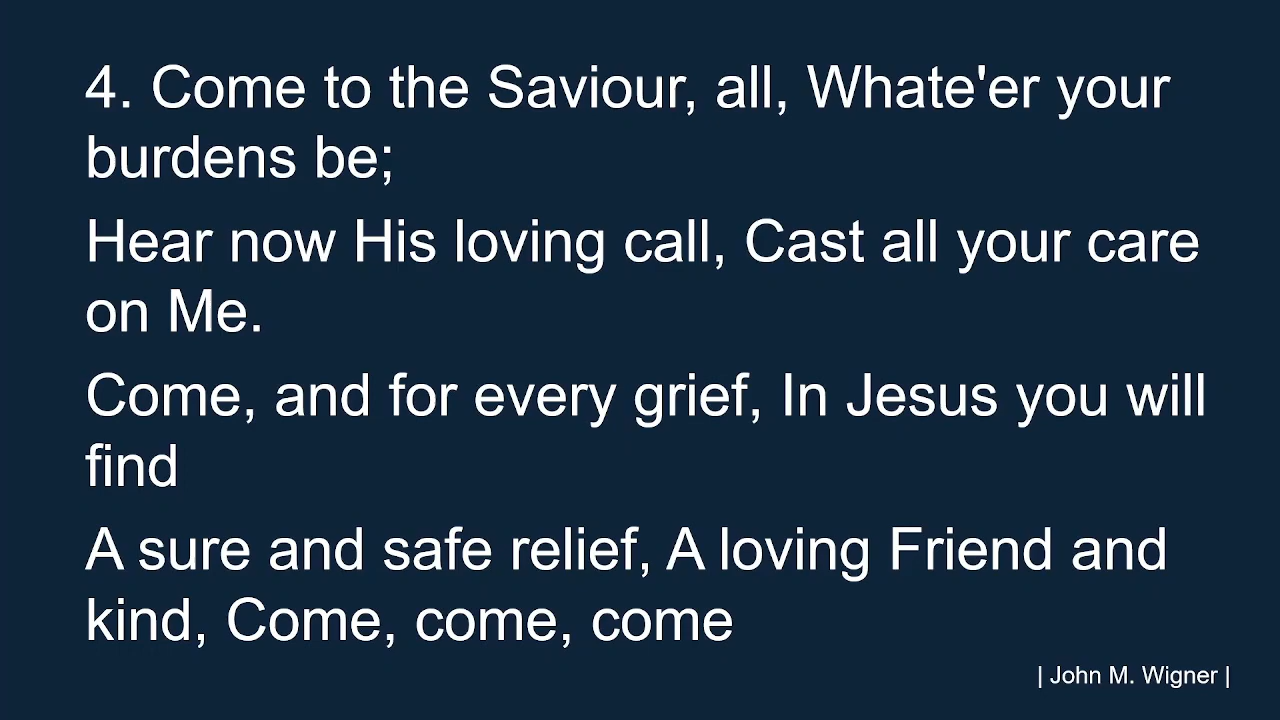 4. Come to the Saviour, all, Whate'er your
burdens be;
Hear now His loving call, Cast all your care
on Me.
Come, and for every grief, In Jesus you will
find
A sure and safe relief, A loving Friend and
kind, Come, come, come
| John M. Wigner |